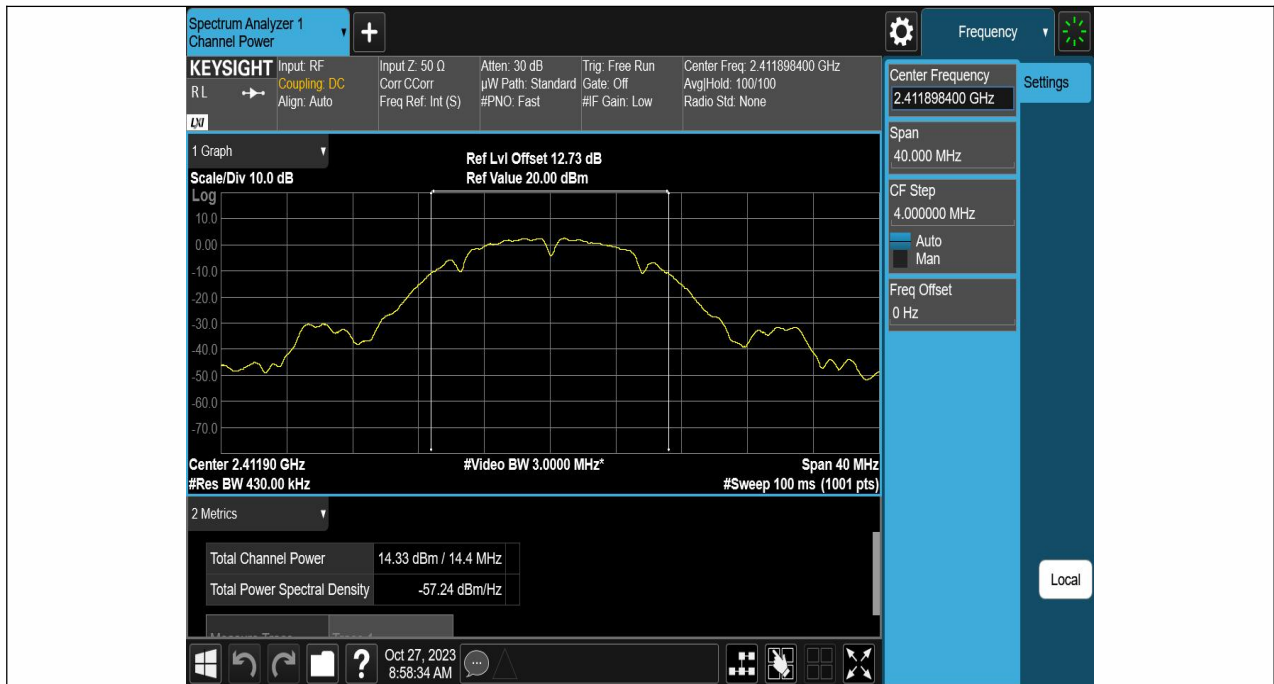 Spectrum Analyzer 1
Channel Power
+
Frequency
KEYSIGHT
RL
LXI
Input: RF
Coupling: DC
Align: Auto
Input Z: 50 Ω
Corr CCorr
Freq Ref: Int (S)
Atten: 30 dB
µW Path: Standard
#PNO: Fast
Trig: Free Run
Gate: Off
#IF Gain: Low
Center Freq: 2.411898400 GHz
Avg|Hold: 100/100
Radio Std: None
Center Frequency
2.411898400 GHz
Settings
Span
40.000 MHz
CF Step
4.000000 MHz
Auto
Man
Freq Offset
0 Hz
Local
1 Graph
Scale/Div 10.0 dB
Ref Lvl Offset 12.73 dB
Ref Value 20.00 dBm
Log
10.0
0.00
-10.0
-20.0
-30.0
-40.0
-50.0
-60.0
-70.0
Center 2.41190 GHz
#Video BW 3.0000 MHz*
Span 40 MHz
#Res BW 430.00 kHz
#Sweep 100 ms (1001 pts)
2 Metrics
Total Channel Power 14.33 dBm / 14.4 MHz
Total Power Spectral Density -57.24 dBm/Hz
?
Oct 27, 2023
8:58:34 AM